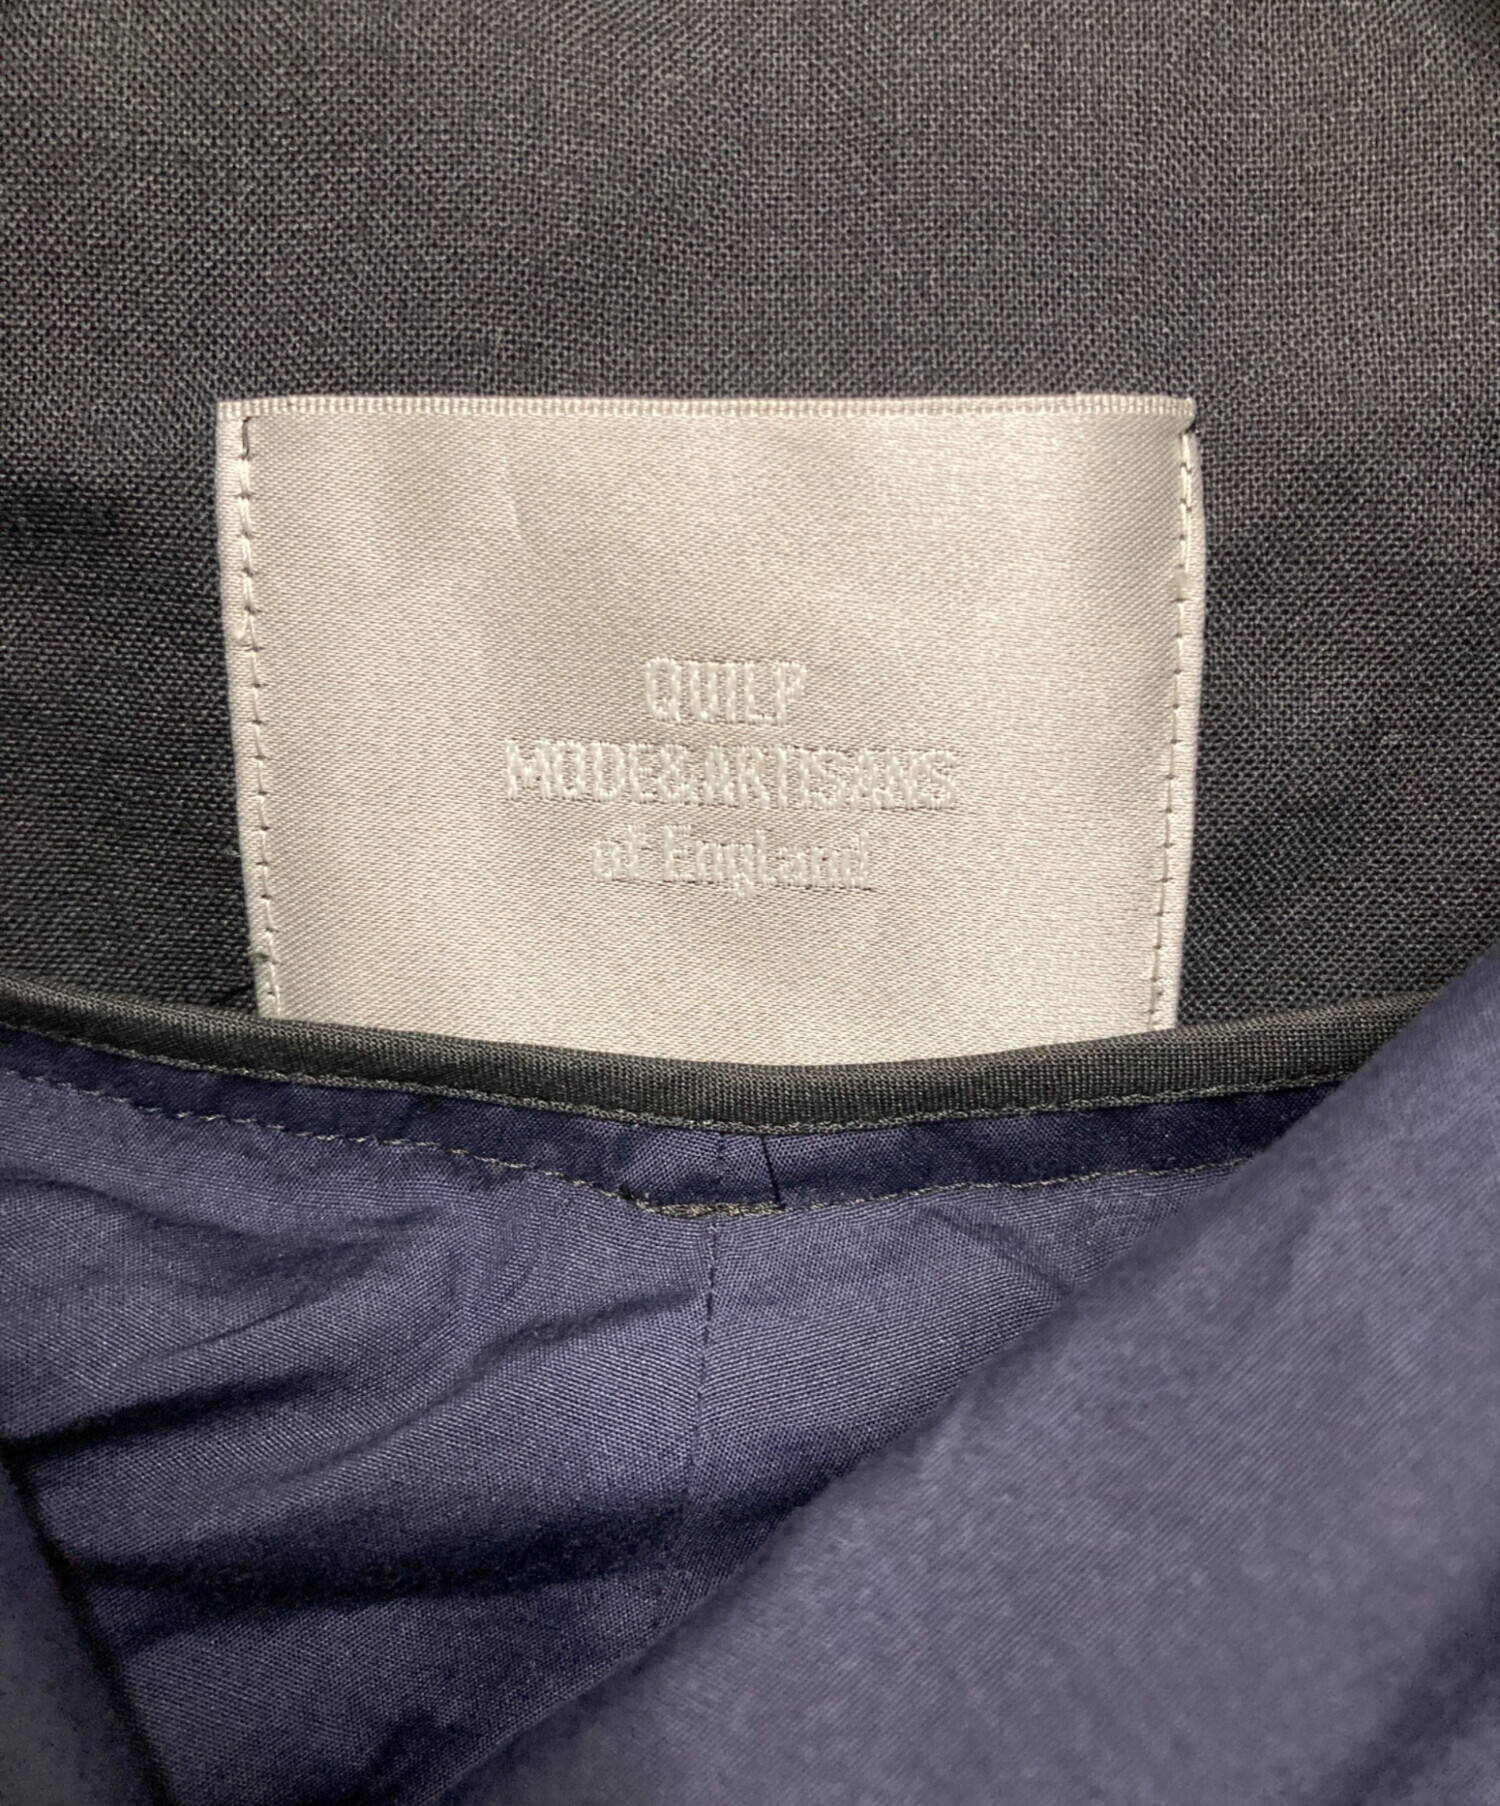 QUILP
MODE&ARTISANS
of England